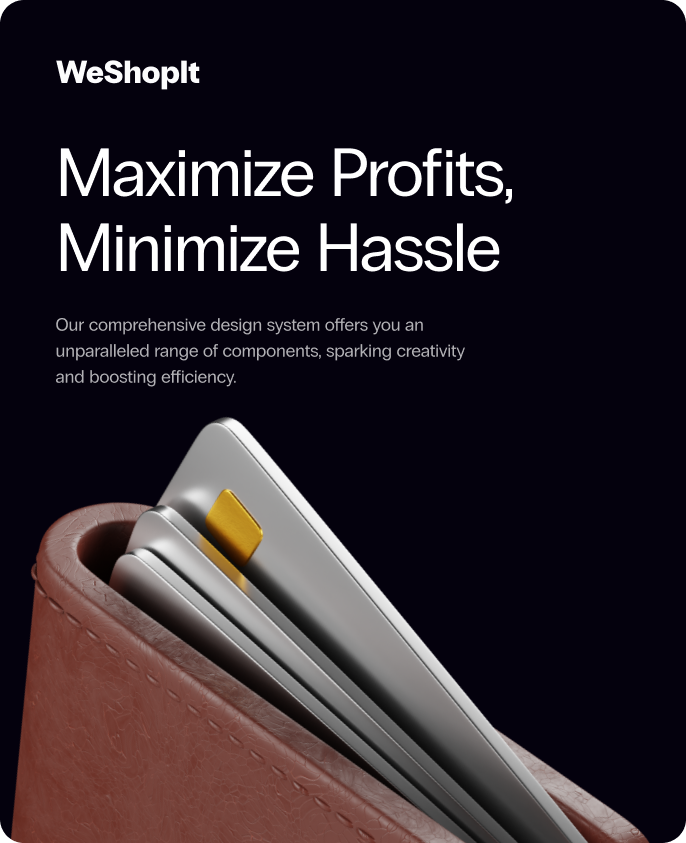 WeShopIt
Maximize Profits,
Minimize Hassle
Our comprehensive design system offers you an
unparalleled range of components, sparking creativity
and boosting efficiency.